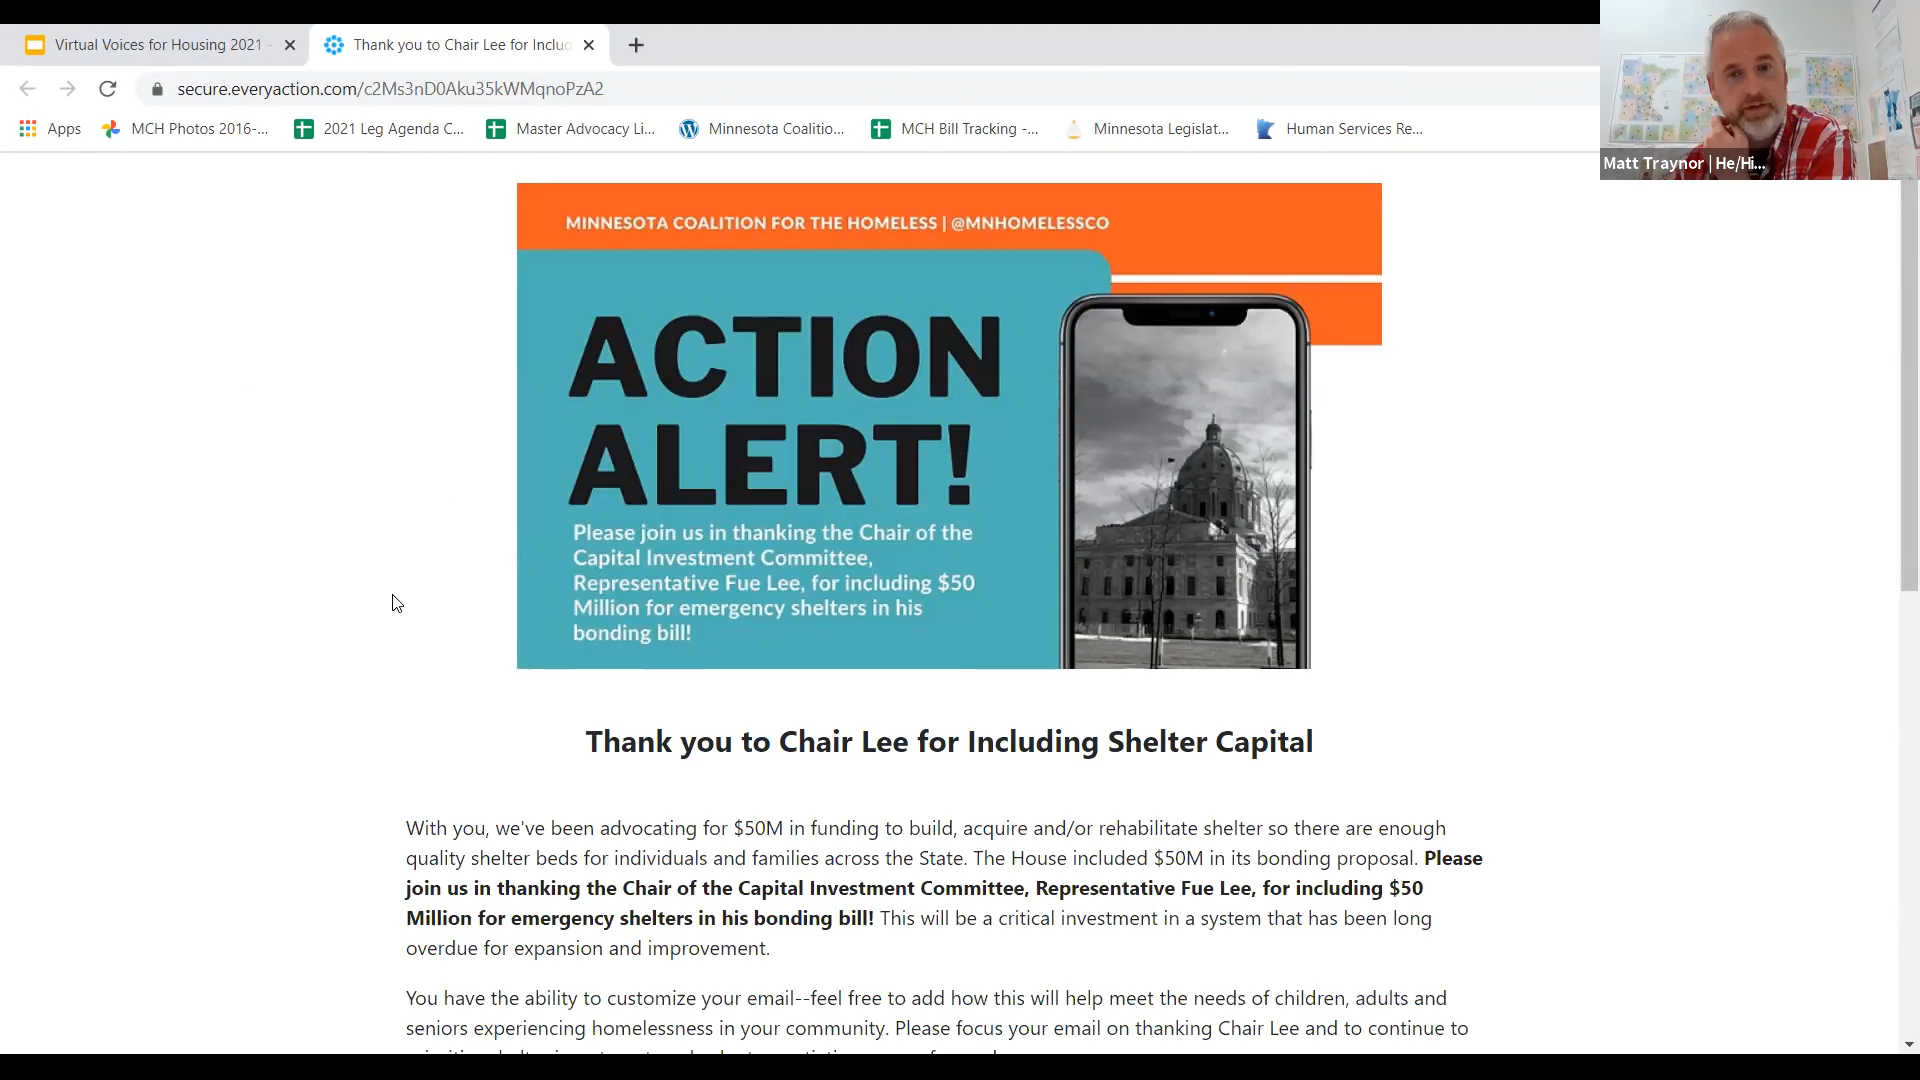 Virtual Voices for Housing 2021 -
Thank you to Chair Lee for Inclu
secure.everyaction.com/c2Ms3nD0Aku35kWMqnoPzA2
Apps
MCH Photos 2016-...
2021 Leg Agenda C...
Master Advocacy Li...
Minnesota Coalitio...
MCH Bill Tracking -...
Minnesota Legislat...
Human Services Re...
Matt Traynor | He/Hi...
MINNESOTA COALITION FOR THE HOMELESS | @MNHOMELESSCO
ACTION
ALERT!
Please join us in thanking the Chair of the
Capital Investment Committee,
Representative Fue Lee, for including $50
Million for emergency shelters in his
bonding bill!
Thank you to Chair Lee for Including Shelter Capital
With you, we've been advocating for $50M in funding to build, acquire and/or rehabilitate shelter so there are enough
quality shelter beds for individuals and families across the State. The House included $50M in its bonding proposal. Please
join us in thanking the Chair of the Capital Investment Committee, Representative Fue Lee, for including $50
Million for emergency shelters in his bonding bill! This will be a critical investment in a system that has been long
overdue for expansion and improvement.
You have the ability to customize your email--feel free to add how this will help meet the needs of children, adults and
seniors experiencing homelessness in your community. Please focus your email on thanking Chair Lee and to continue to